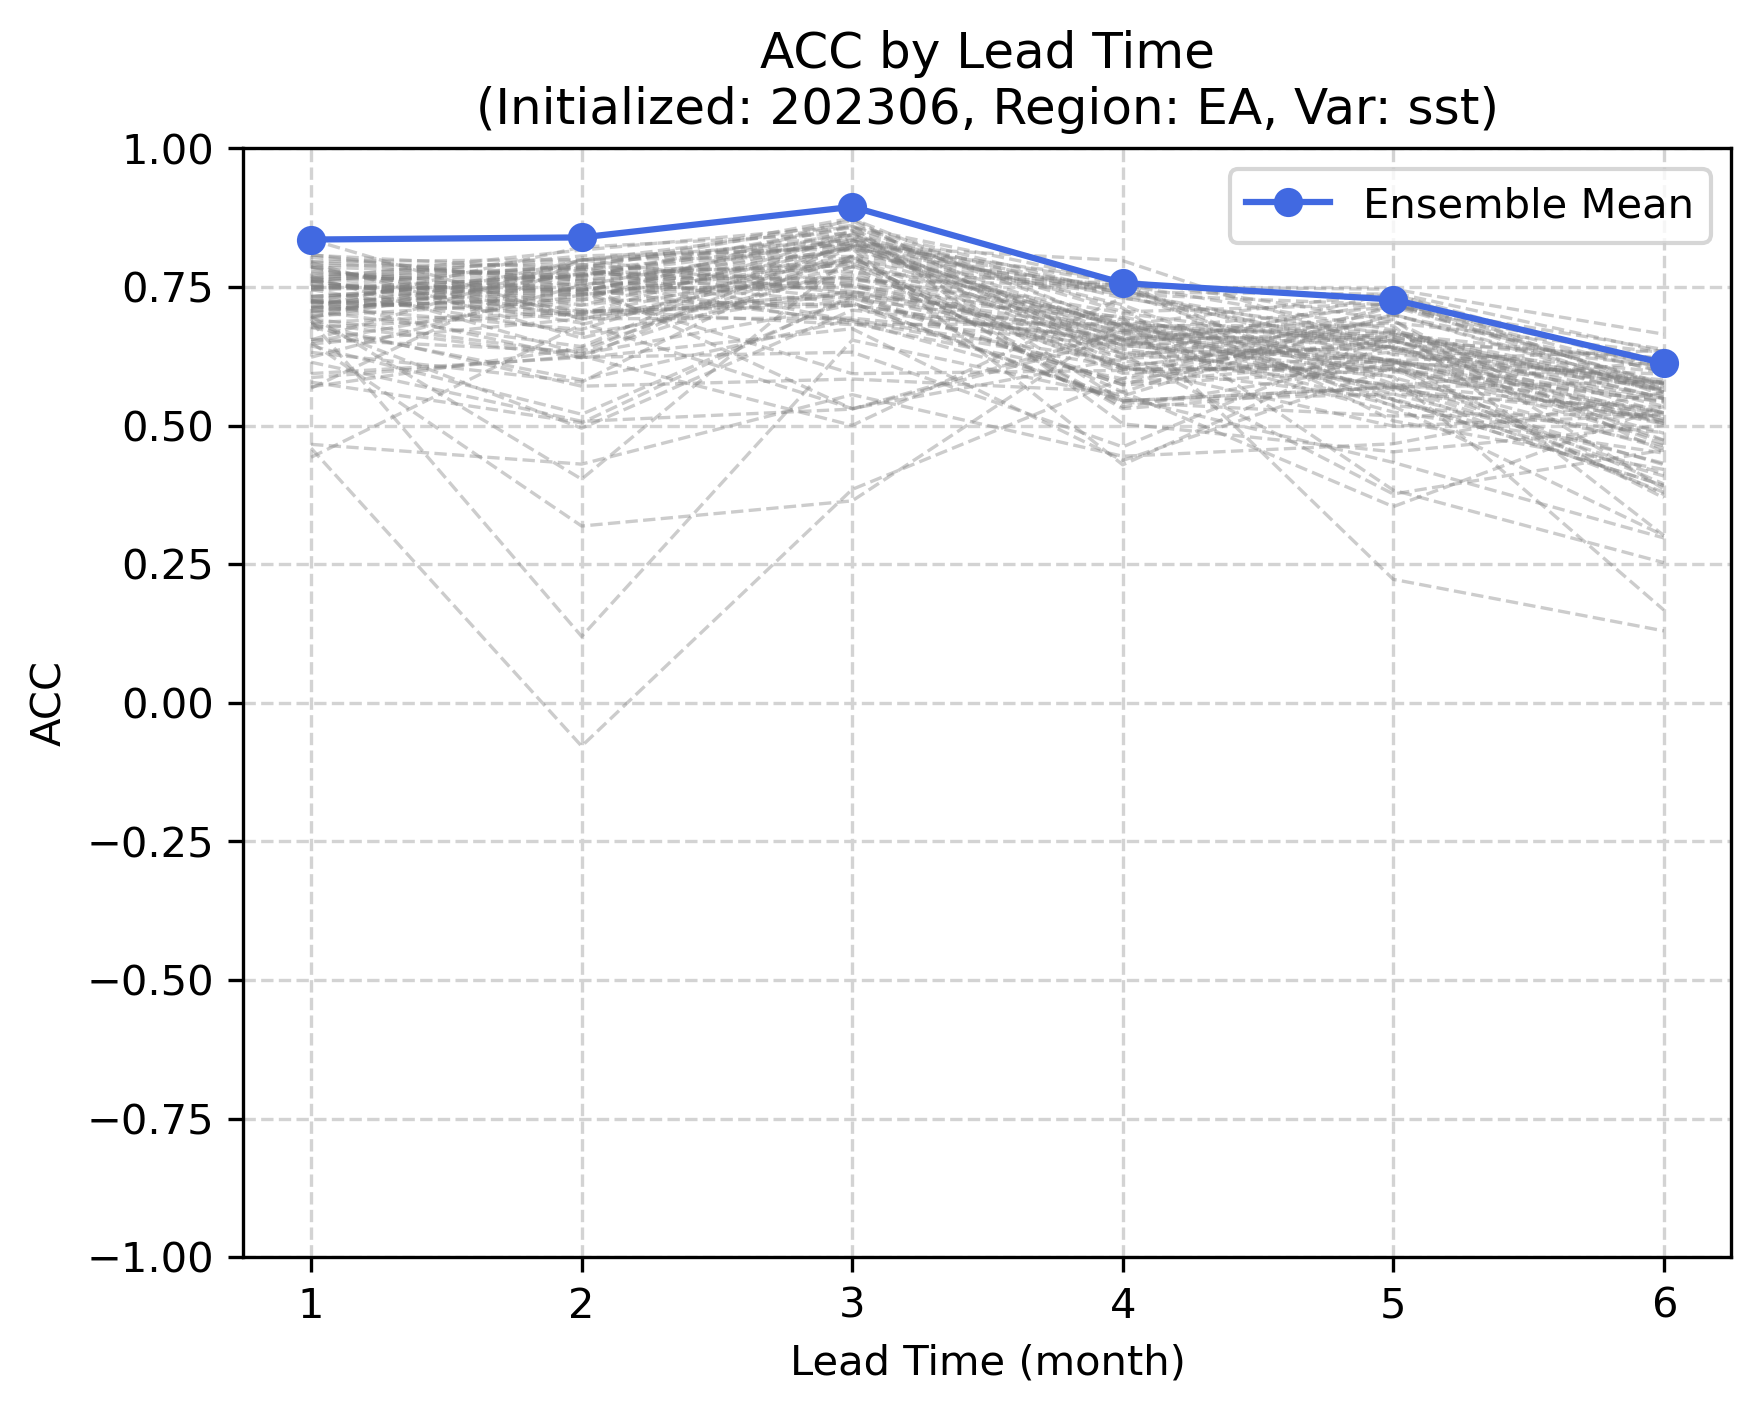 ACC by Lead Time
(Initialized: 202306, Region: EA, Var: sst)
Ensemble Mean
1.00
0.75
0.50
0.25
0.00
−0.25
−0.50
−0.75
−1.00
ACC
1 2 3 4 5 6
Lead Time (month)